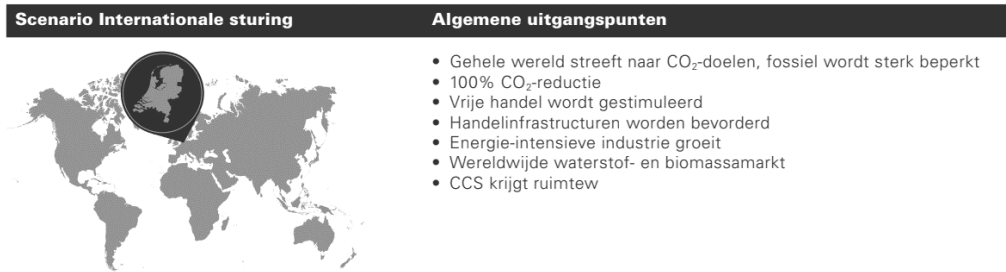 Scenario Internationale sturing
Algemene uitgangspunten
• Gehele wereld streeft naar CO₂-doelen, fossiel wordt sterk beperkt
• 100% CO₂-reductie
• Vrije handel wordt gestimuleerd
• Handelinfrastructuren worden bevorderd
• Energie-intensieve industrie groeit
• Wereldwijde waterstof- en biomassamarkt
• CCS krijgt ruimtew